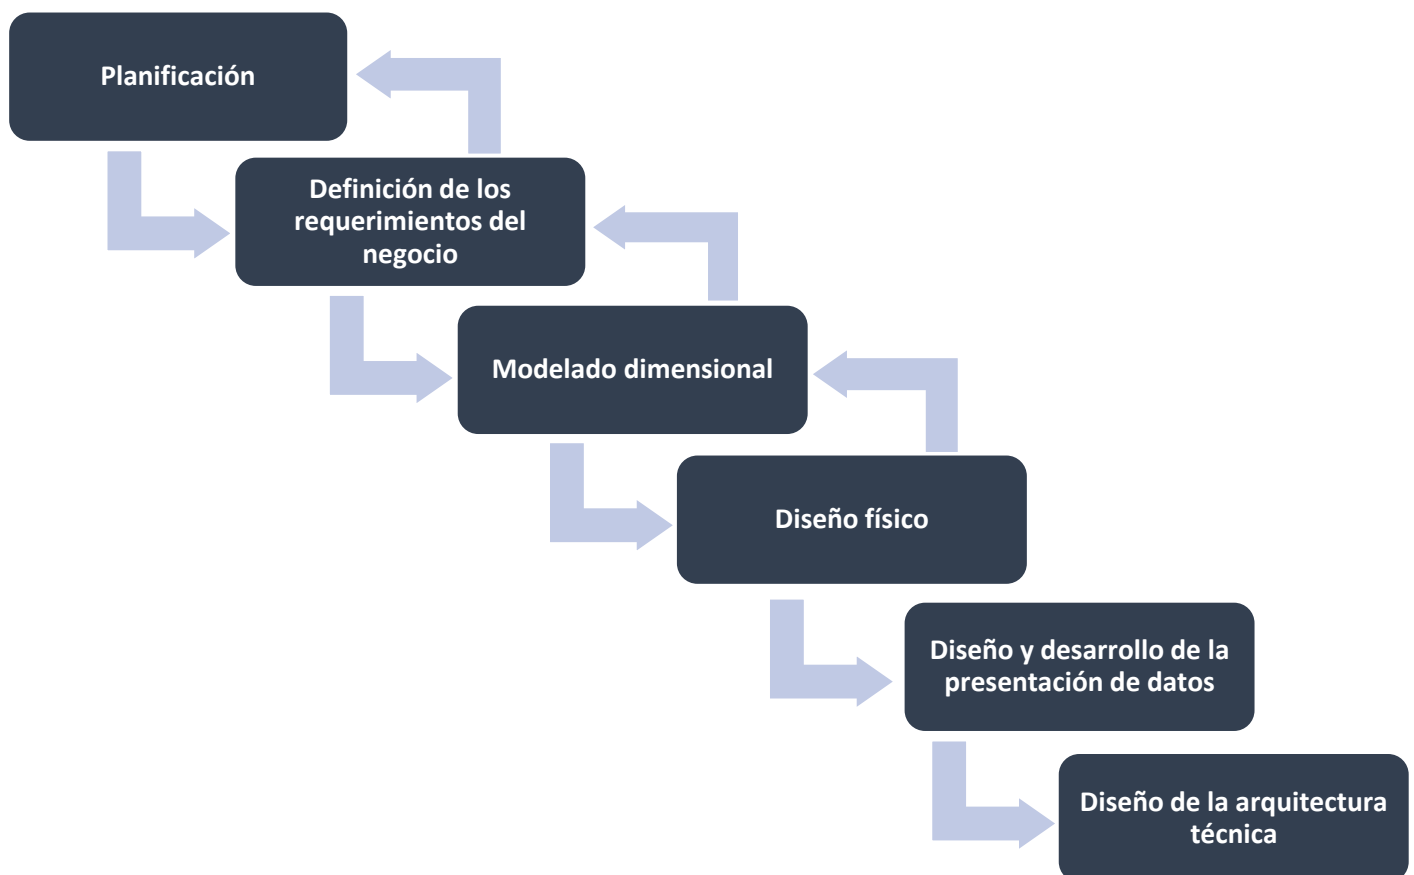 Planificación
Definición de los
requerimientos del
negocio
Modelado dimensional
Diseño físico
Diseño y desarrollo de la
presentación de datos
Diseño de la arquitectura
técnica